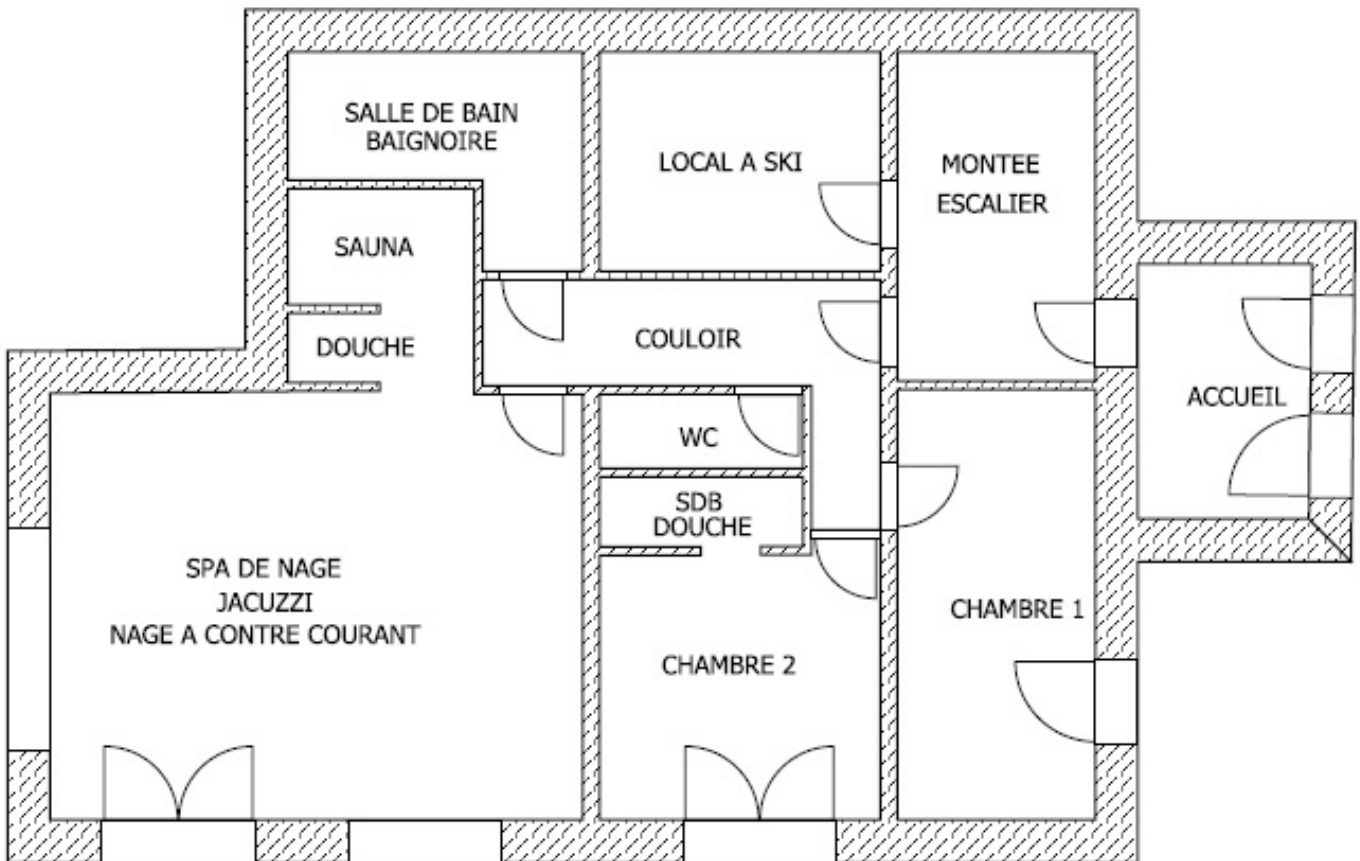 SALLE DE BAIN
BAIGNOIRE
LOCAL A SKI
MONTEE
ESCALIER
SAUNA
DOUCHE
COULOIR
ACCUEIL
WC
SDB
DOUCHE
SPA DE NAGE
JACUZZI
NAGE A CONTRE COURANT
CHAMBRE 2
CHAMBRE 1